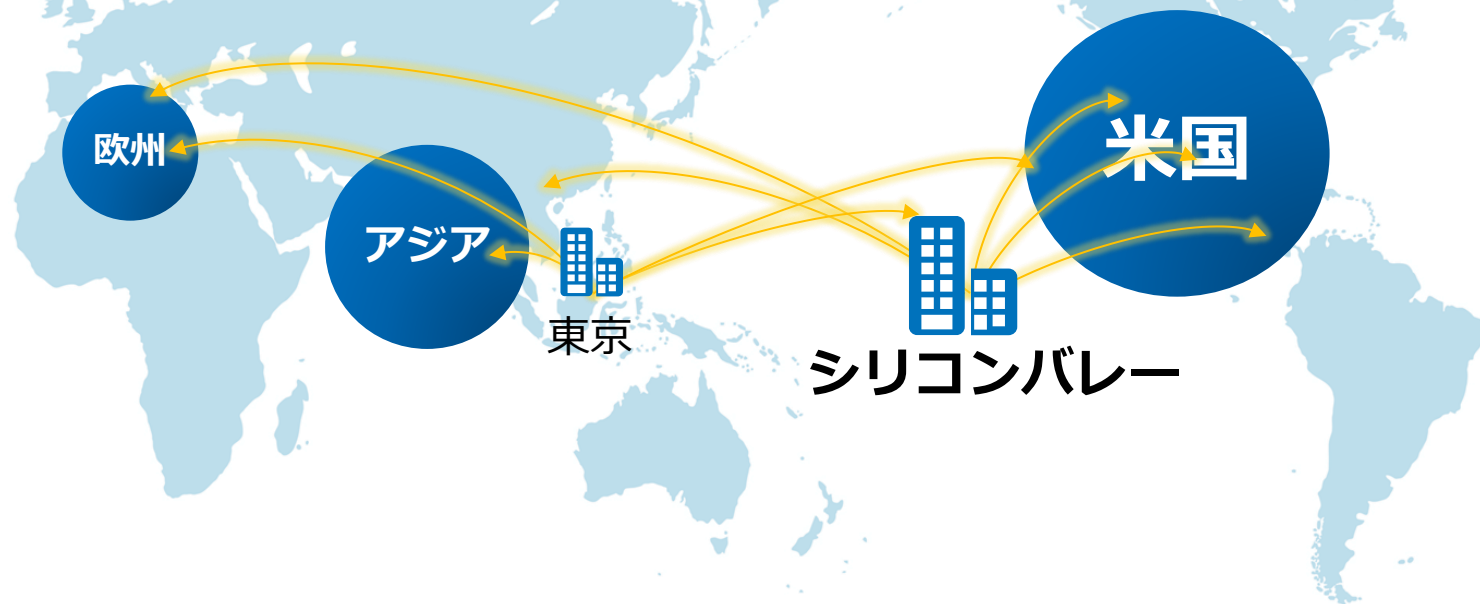 欧州
アジア
東京
シリコンバレー
米国